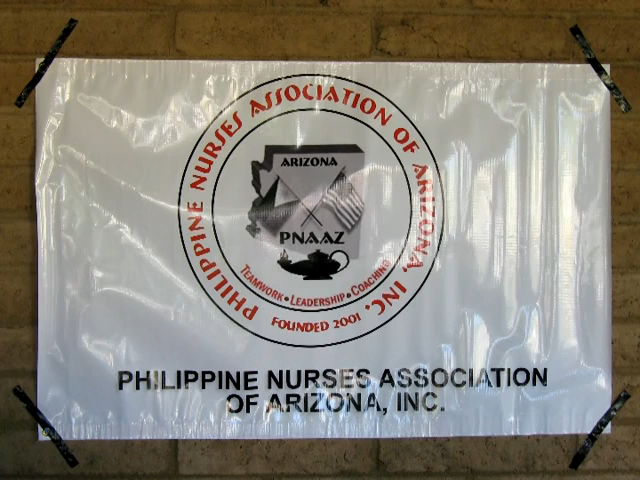 PHILIPPINE NURSES ASSOCIATION OF ARIZONA, INC.
ARIZONA
PNAAZ
TEAMWORK • LEADERSHIP • COACHING
FOUNDED 2001
PHILIPPINE NURSES ASSOCIATION
OF ARIZONA, INC.